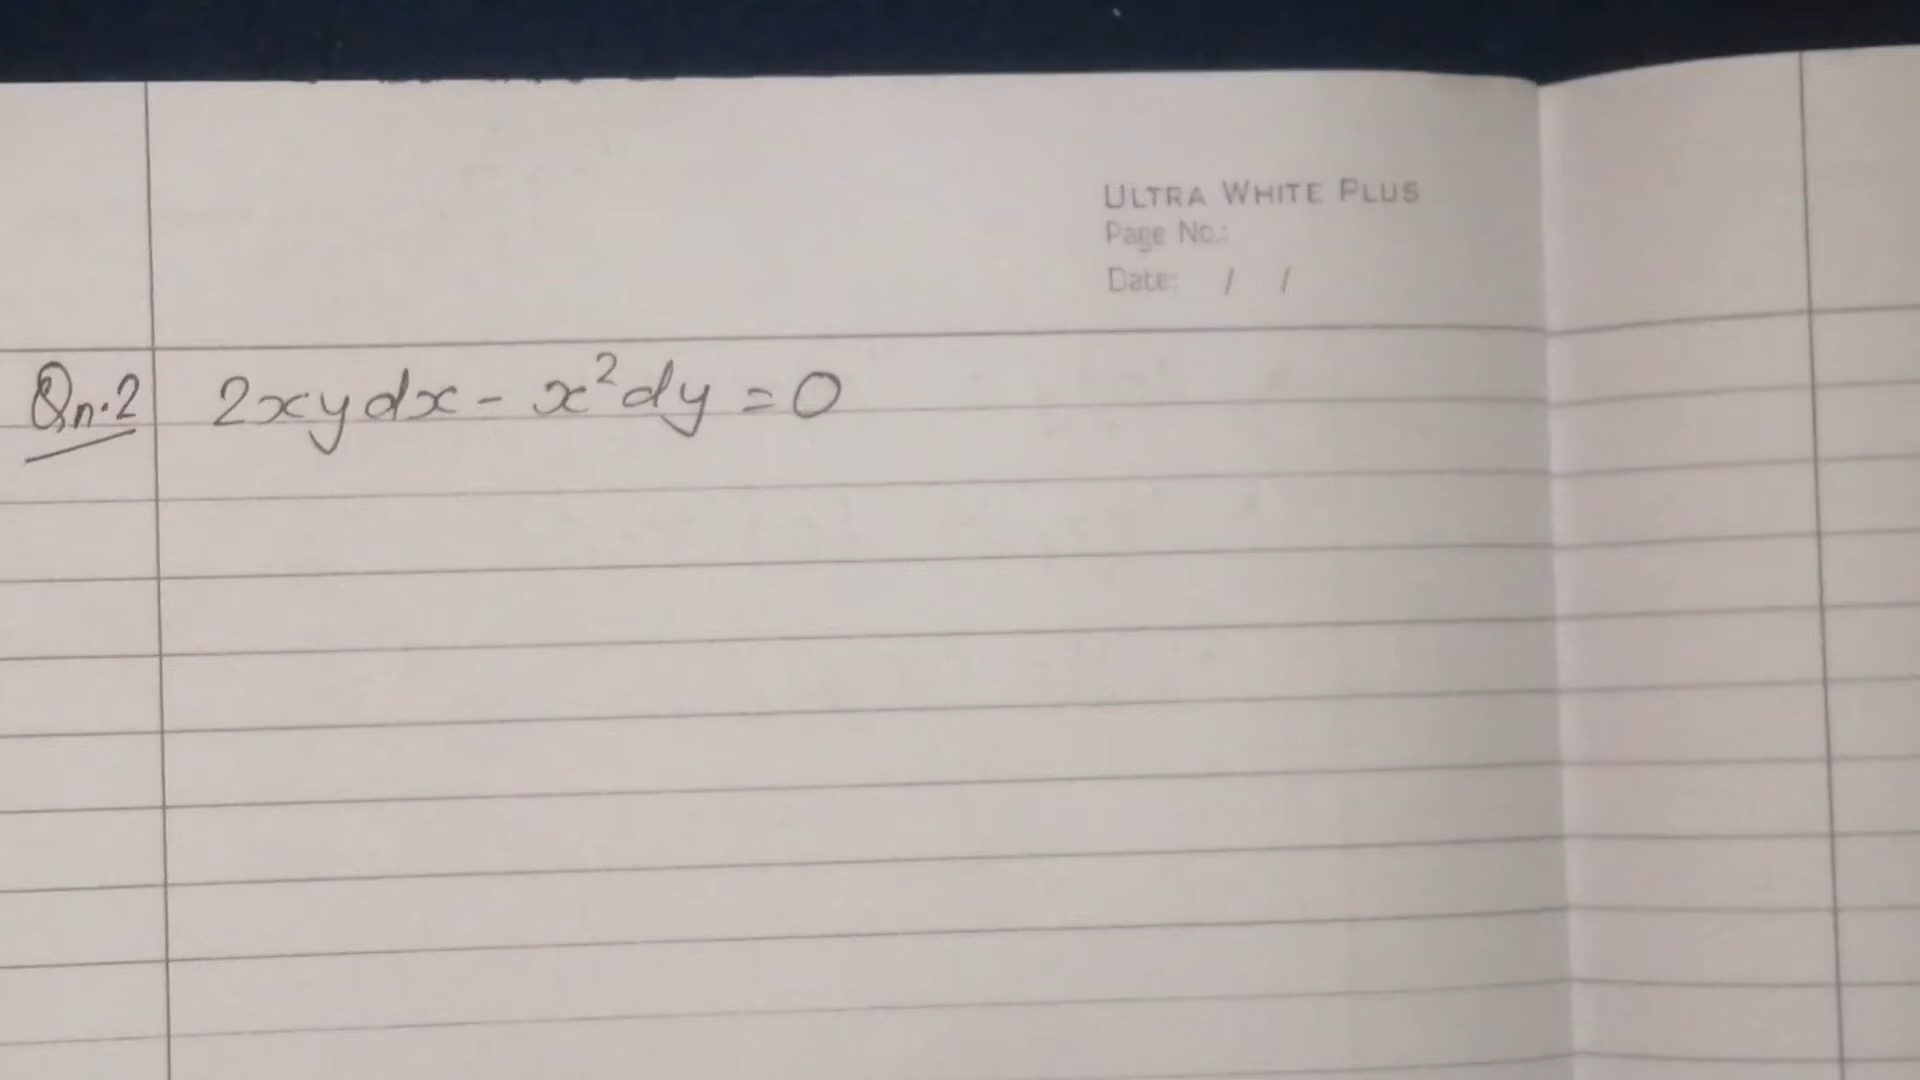 ULTRA WHITE PLUS
Page No.:
Date: / /
Qn.2 2xydx - x²dy = 0